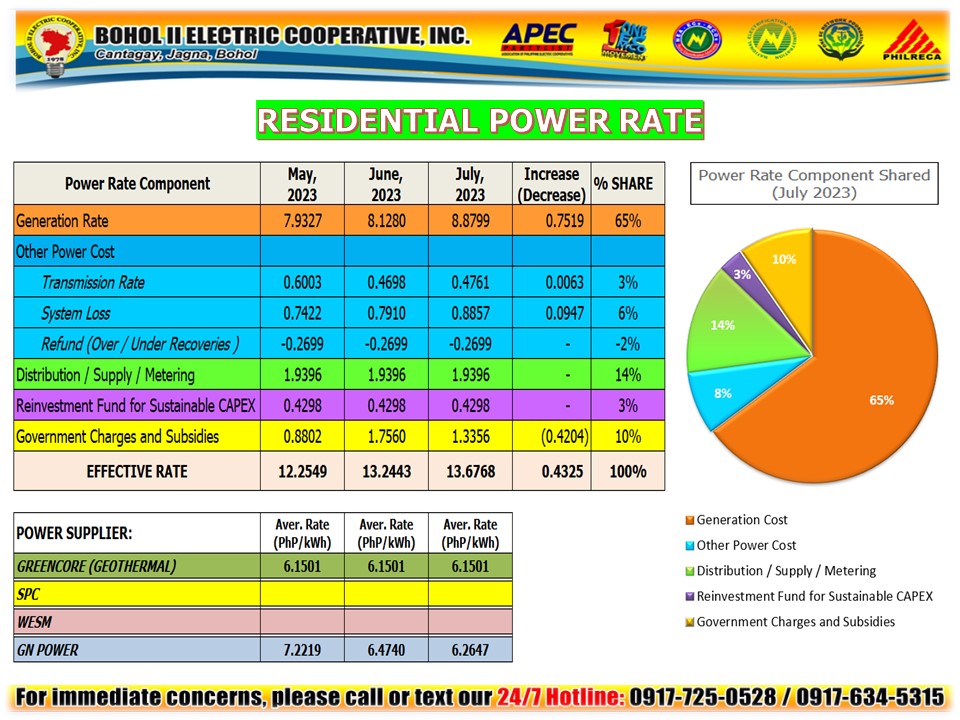 BOHOL II ELECTRIC COOPERATIVE, INC.
Cantagay, Jagna, Bohol
1978
APEC
PARTYLIST
ASSOCIATION OF PHILIPPINE ELECTRIC COOPERATIVES
MOVEMENT
PHILRECA
RESIDENTIAL POWER RATE
Power Rate Component | May, 2023 | June, 2023 | July, 2023 | Increase (Decrease) | % SHARE
Generation Rate | 7.9327 | 8.1280 | 8.8799 | 0.7519 | 65%
Other Power Cost
Transmission Rate | 0.6003 | 0.4698 | 0.4761 | 0.0063 | 3%
System Loss | 0.7422 | 0.7910 | 0.8857 | 0.0947 | 6%
Refund (Over / Under Recoveries ) | -0.2699 | -0.2699 | -0.2699 | - | -2%
Distribution / Supply / Metering | 1.9396 | 1.9396 | 1.9396 | - | 14%
Reinvestment Fund for Sustainable CAPEX | 0.4298 | 0.4298 | 0.4298 | - | 3%
Government Charges and Subsidies | 0.8802 | 1.7560 | 1.3356 | (0.4204) | 10%
EFFECTIVE RATE | 12.2549 | 13.2443 | 13.6768 | 0.4325 | 100%
Power Rate Component Shared
(July 2023)
10%
3%
14%
8%
65%
Generation Cost
Other Power Cost
Distribution / Supply / Metering
Reinvestment Fund for Sustainable CAPEX
Government Charges and Subsidies
POWER SUPPLIER: | Aver. Rate (PhP/kWh) | Aver. Rate (PhP/kWh) | Aver. Rate (PhP/kWh)
GREENCORE (GEOTHERMAL) | 6.1501 | 6.1501 | 6.1501
SPC
WESM
GN POWER | 7.2219 | 6.4740 | 6.2647
For immediate concerns, please call or text our 24/7 Hotline: 0917-725-0528 / 0917-634-5315